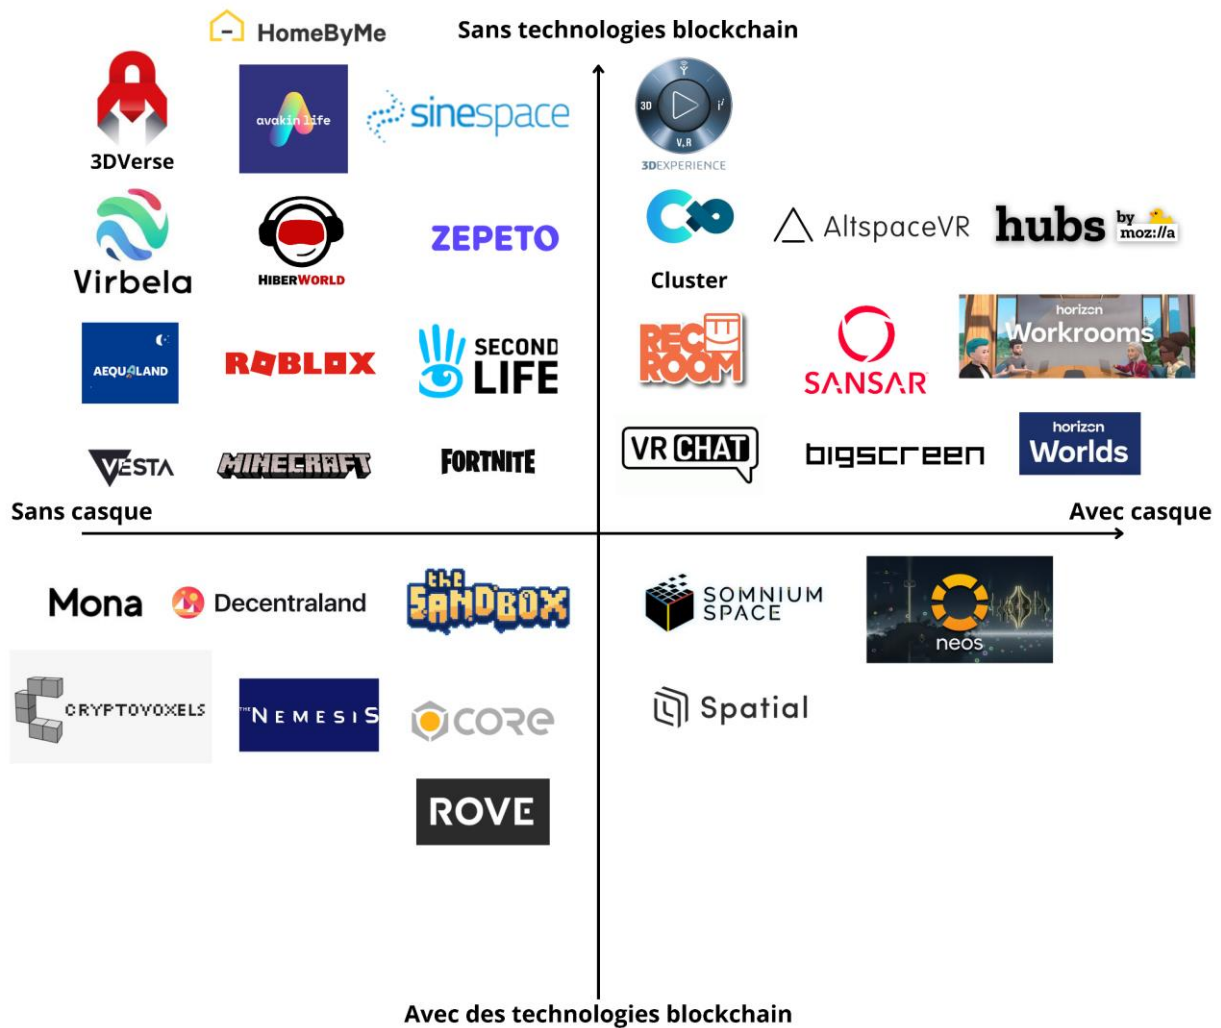 HomeByMe
Sans technologies blockchain
3DVerse
avakin life
sinespace
3D
V,R
i
3DEXPERIENCE
Virbela
HIBERWORLD
ZEPETO
Cluster
AltspaceVR
hubs by moz://a
AEQUALAND
ROBLOX
SECOND
LIFE
REC
ROOM
SANSAR
horizon
Workrooms
VESTA
MINECRAFT
FORTNITE
VR CHAT
bigscreen
horizon
Worlds
Sans casque
Avec casque
Mona
Decentraland
the
SANDBOX
SOMNIUM
SPACE
neos
CRYPTOVOXELS
THE NEMESIS
CORE
Spatial
ROVE
Avec des technologies blockchain